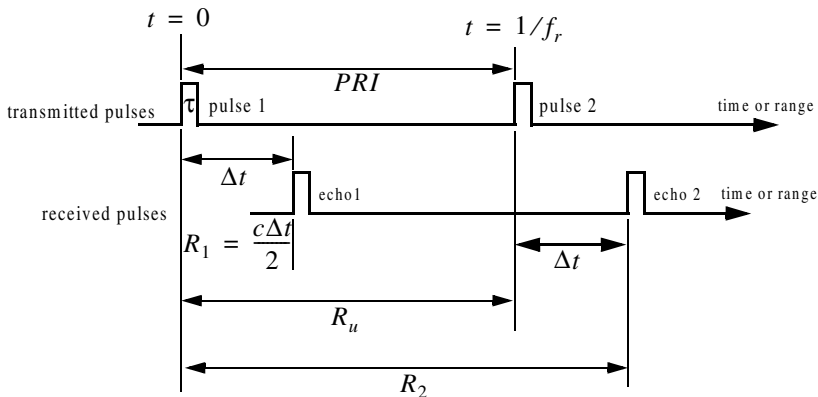 t = 0
t = 1/f_r
PRI
transmitted pulses
τ
pulse 1
pulse 2
time or range
Δt
received pulses
echo1
echo 2
time or range
R_1 = cΔt/2
Δt
R_u
R_2